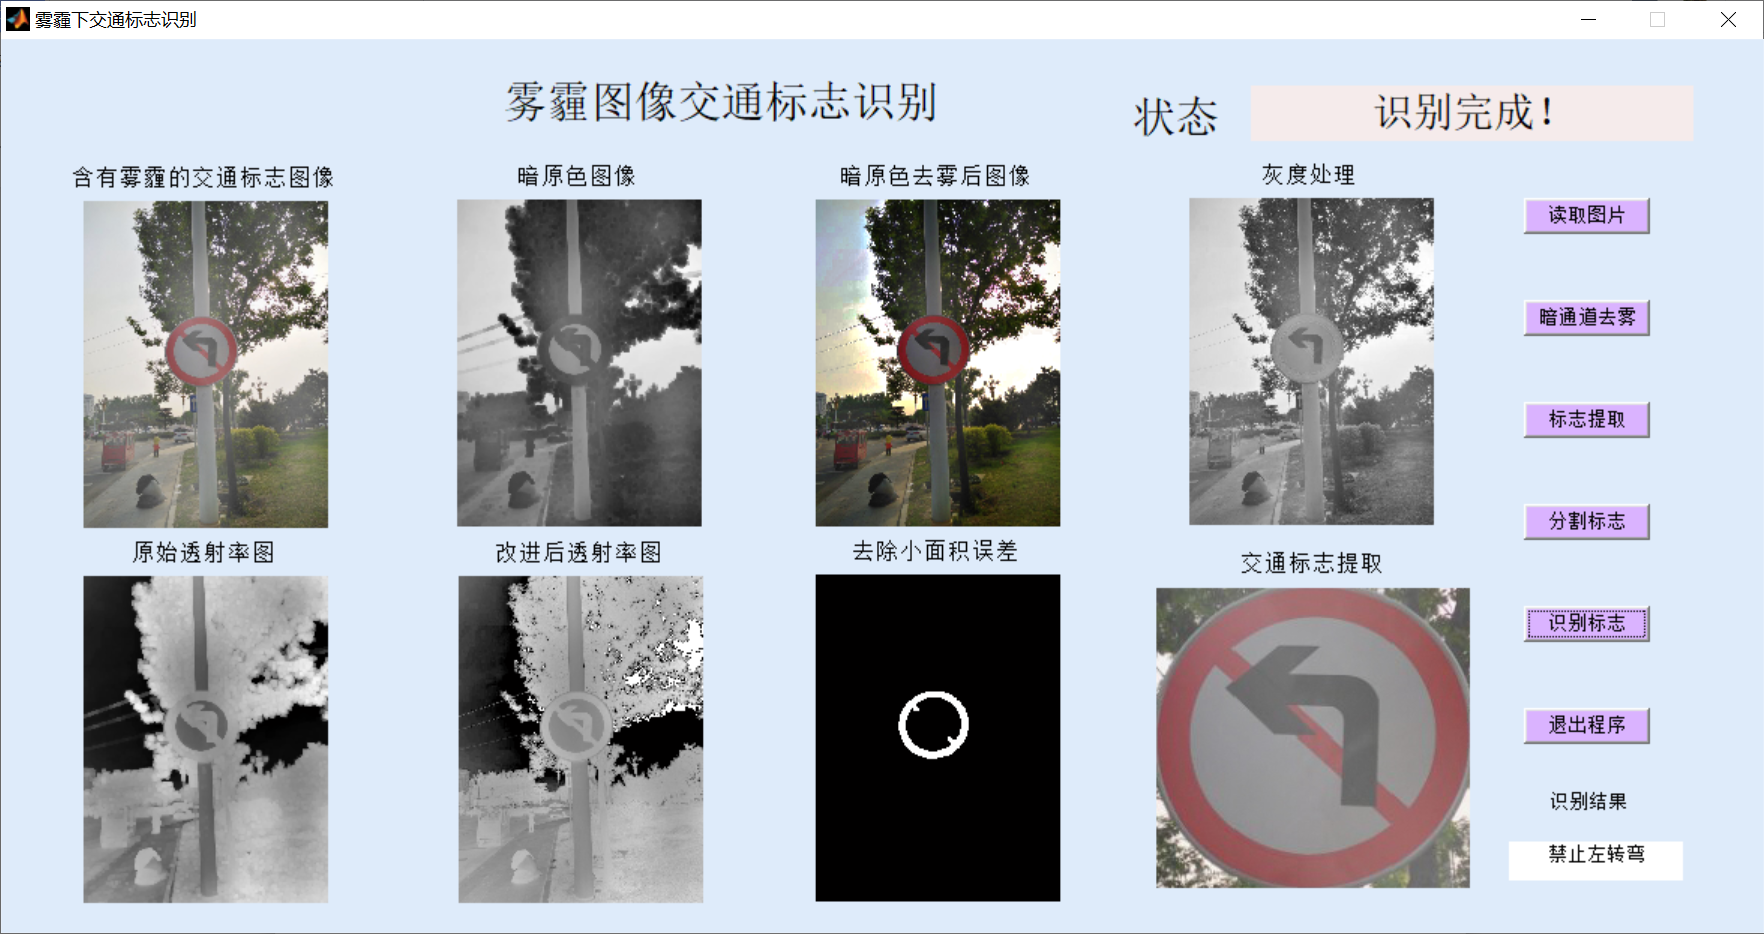 雾霾下交通标志识别
雾霾图像交通标志识别
状态
识别完成！
含有雾霾的交通标志图像
暗原色图像
暗原色去雾后图像
灰度处理
读取图片
暗通道去雾
标志提取
分割标志
原始透射率图
改进后透射率图
去除小面积误差
交通标志提取
识别标志
退出程序
识别结果
禁止左转弯